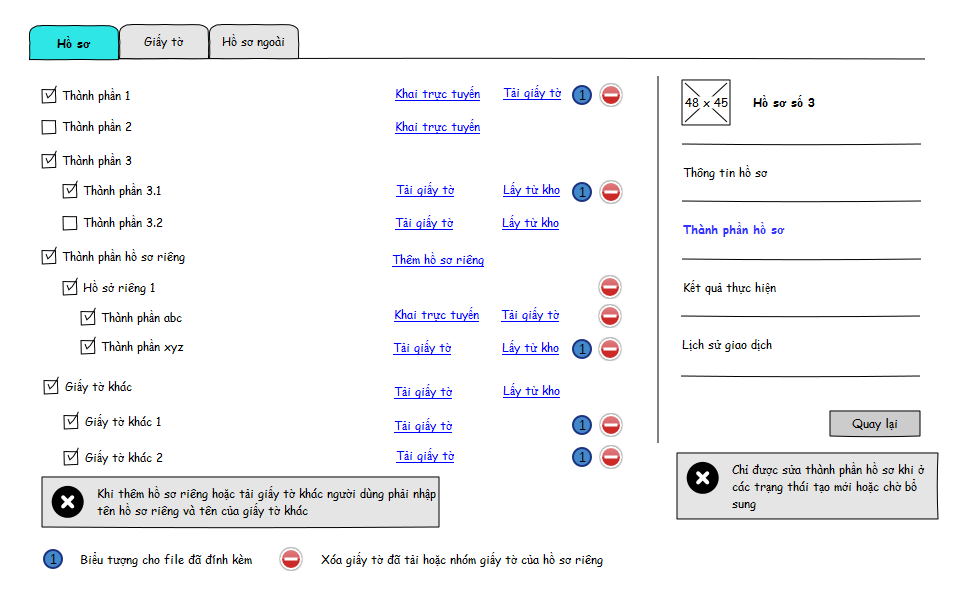 Hồ sơ
Giấy tờ
Hồ sơ ngoài
Thành phần 1
Khai trực tuyến
Tải giấy tờ
1
Thành phần 2
Khai trực tuyến
Thành phần 3
Thành phần 3.1
Tải giấy tờ
Lấy từ kho
1
Thành phần 3.2
Tải giấy tờ
Lấy từ kho
Thành phần hồ sơ riêng
Thêm hồ sơ riêng
Hồ sở riêng 1
Thành phần abc
Khai trực tuyến
Tải giấy tờ
Thành phần xyz
Tải giấy tờ
Lấy từ kho
1
Giấy tờ khác
Tải giấy tờ
Lấy từ kho
Giấy tờ khác 1
Tải giấy tờ
1
Giấy tờ khác 2
Tải giấy tờ
1
Khi thêm hồ sơ riêng hoặc tải giấy tờ khác người dùng phải nhập
tên hồ sơ riêng và tên của giấy tờ khác
1
Biểu tượng cho file đã đính kèm
Xóa giấy tờ đã tải hoặc nhóm giấy tờ của hồ sơ riêng
48 x 45
Hồ sơ số 3
Thông tin hồ sơ
Thành phần hồ sơ
Kết quả thực hiện
Lịch sử giao dịch
Quay lại
Chỉ được sửa thành phần hồ sơ khi ở
các trạng thái tạo mới hoặc chờ bổ
sung